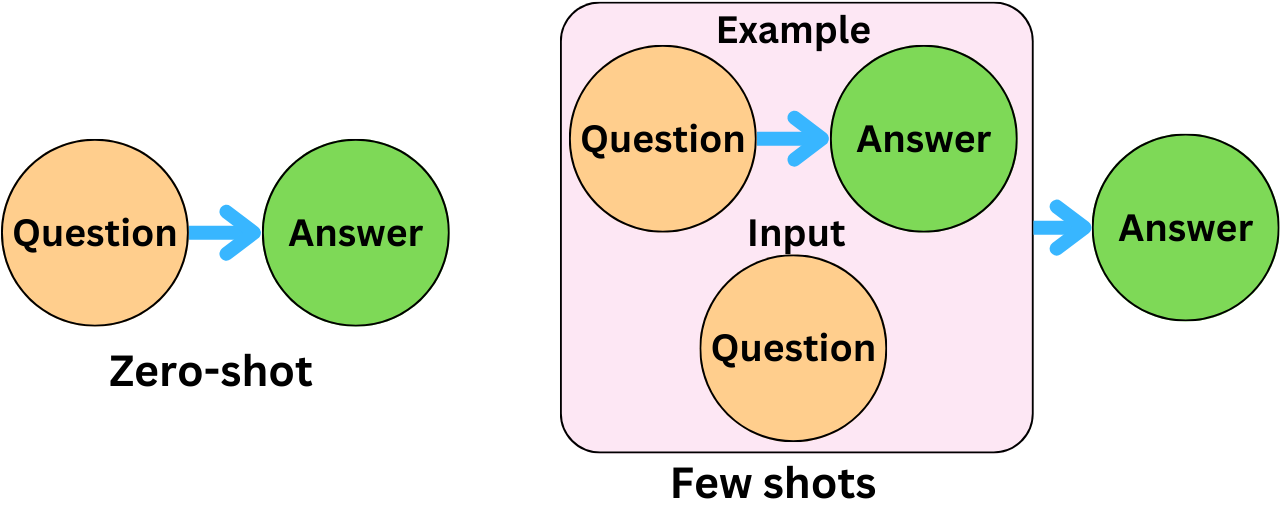 Question
Answer
Zero-shot
Example
Question
Answer
Input
Question
Few shots
Answer